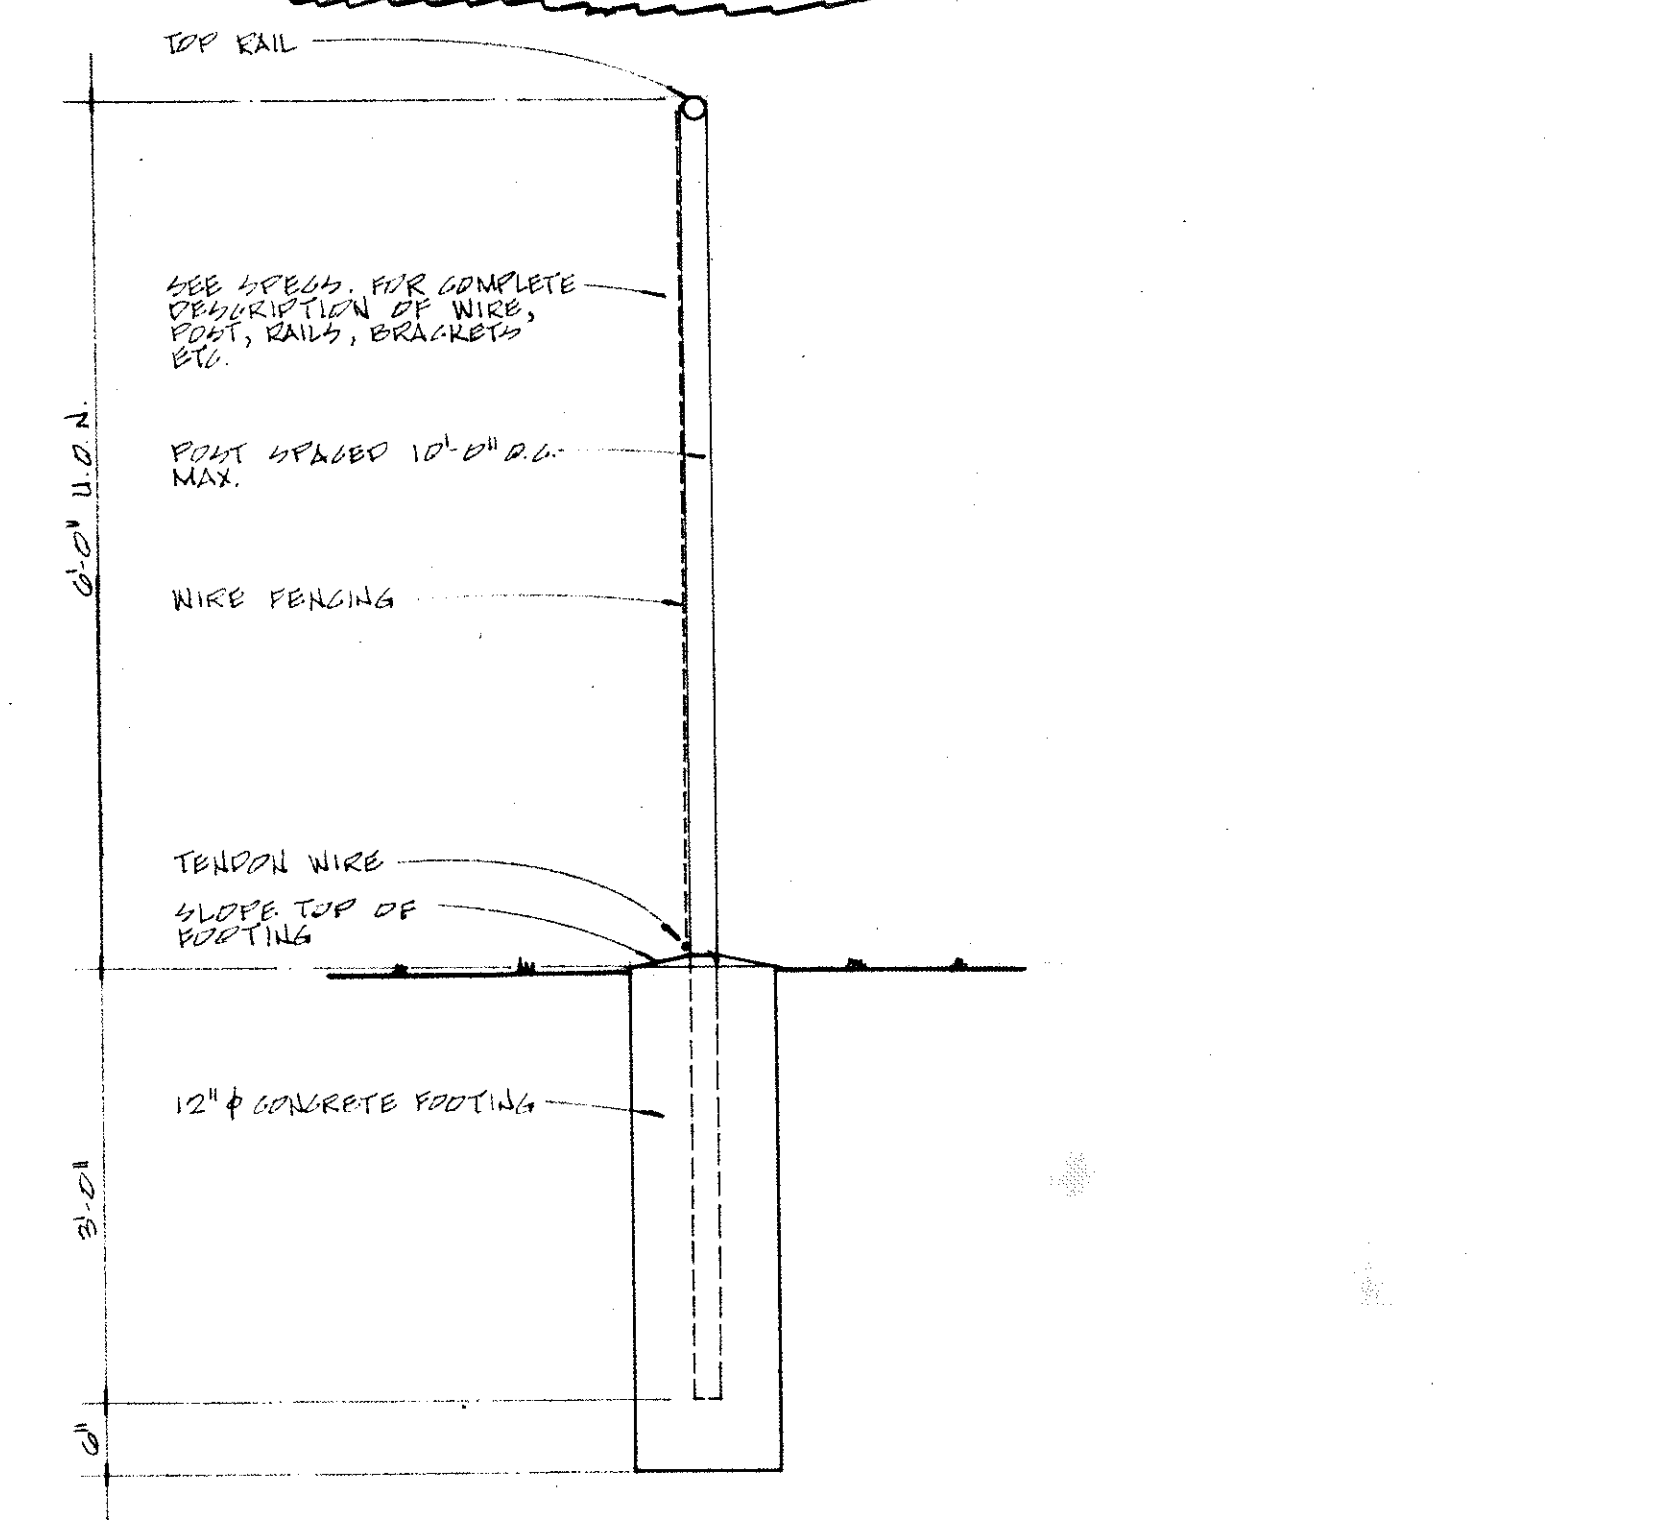 TOP RAIL
SEE SPECS. FOR COMPLETE
DESCRIPTION OF WIRE,
POST, RAILS, BRACKETS
ETC.
6'-0" U.O.N.
POST SPACED 10'-0" O.C.
MAX.
WIRE FENCING
TENDON WIRE
SLOPE TOP OF
FOOTING
12" ϕ CONCRETE FOOTING
3'-0"
6"